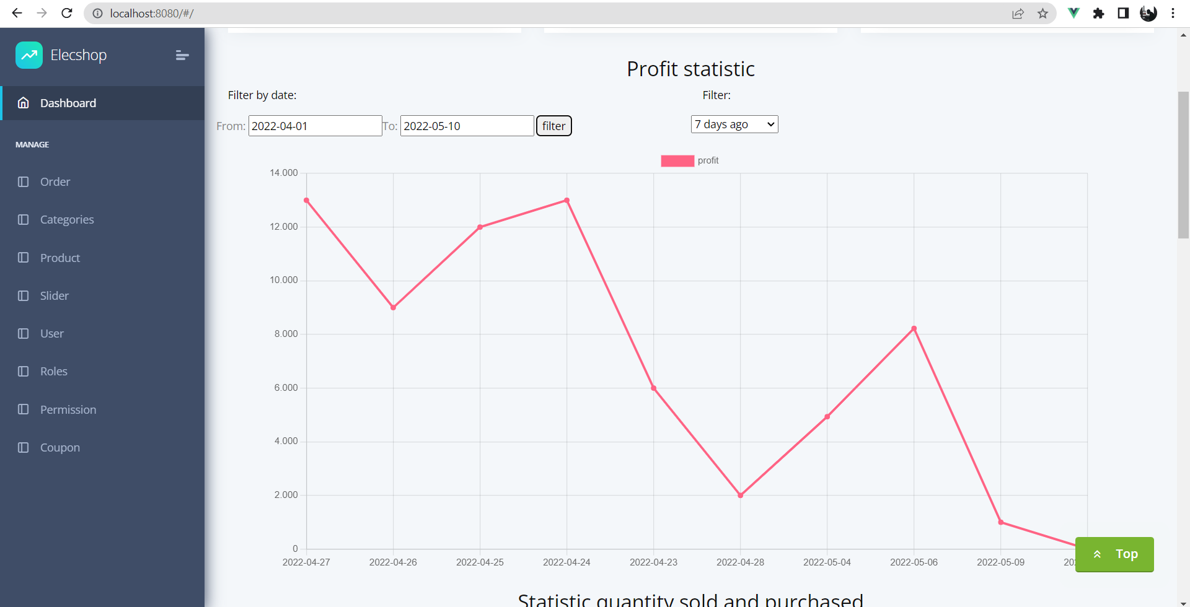 localhost:8080/#/
Elecshop
Dashboard
MANAGE
Order
Categories
Product
Slider
User
Roles
Permission
Coupon
Profit statistic
Filter by date:
Filter:
From: 2022-04-01 To: 2022-05-10 filter
7 days ago
profit
14.000
12.000
10.000
8.000
6.000
4.000
2.000
0
2022-04-27 2022-04-26 2022-04-25 2022-04-24 2022-04-23 2022-04-28 2022-05-04 2022-05-06 2022-05-09
Top
Statistic quantity sold and purchased